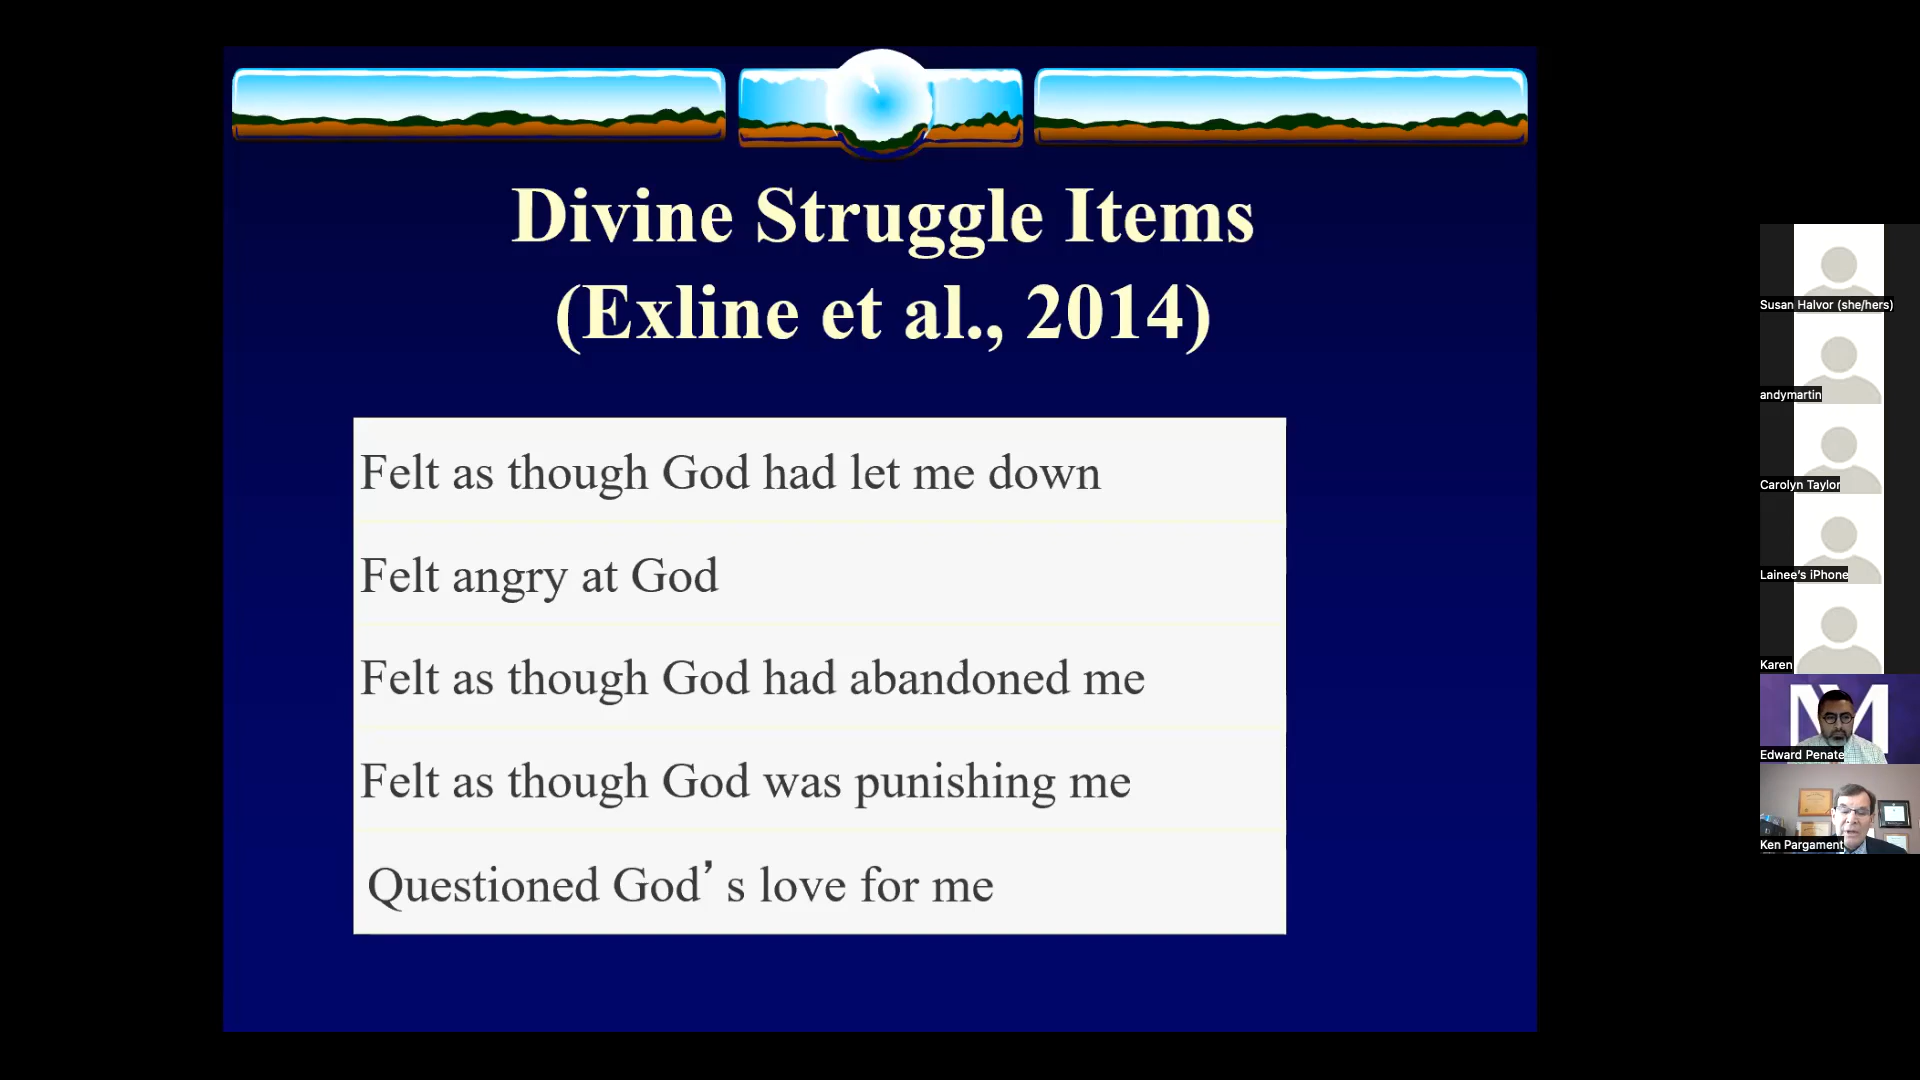 Divine Struggle Items
(Exline et al., 2014)
Felt as though God had let me down
Felt angry at God
Felt as though God had abandoned me
Felt as though God was punishing me
Questioned God’s love for me
Susan Halvor (she/hers)
andymartin
Carolyn Taylor
Lainee’s iPhone
Karen
Edward Penate
Ken Pargament